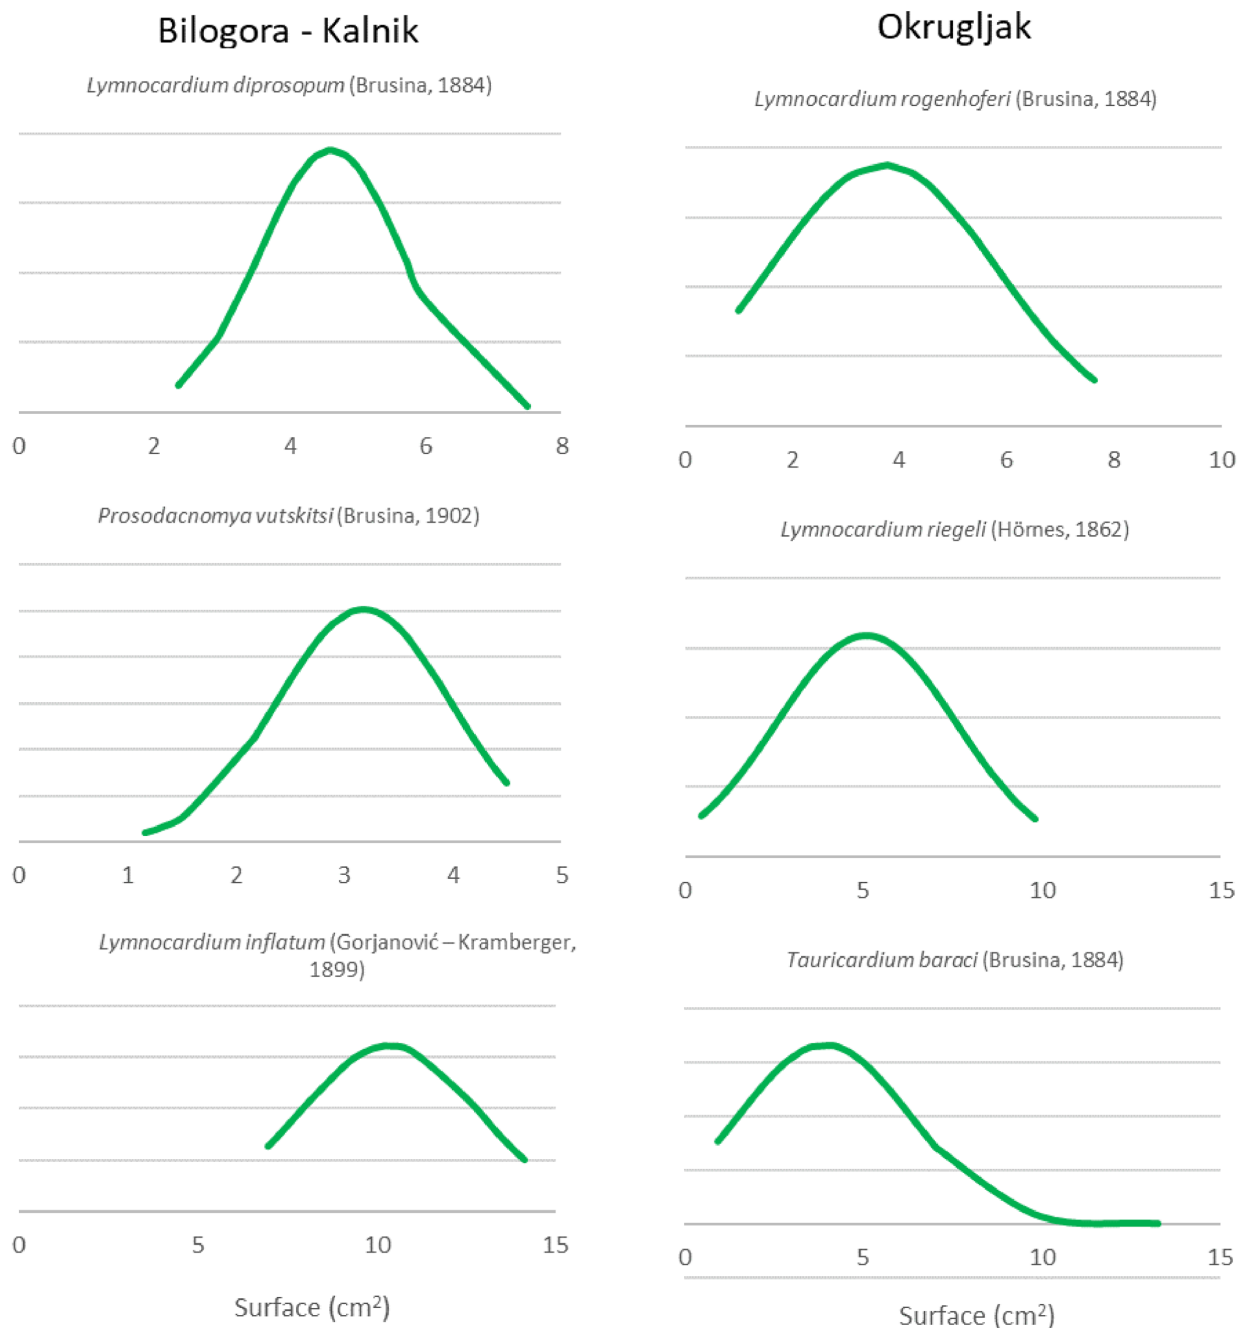 Bilogora - Kalnik
Lymnocardium diprosopum (Brusina, 1884)
0 2 4 6 8
Prosodacnomya vutskitsi (Brusina, 1902)
0 1 2 3 4 5
Lymnocardium inflatum (Gorjanović – Kramberger,
1899)
0 5 10 15
Surface (cm²)
Okrugljak
Lymnocardium rogenhoferi (Brusina, 1884)
0 2 4 6 8 10
Lymnocardium riegeli (Hörnes, 1862)
0 5 10 15
Tauricardium baraci (Brusina, 1884)
0 5 10 15
Surface (cm²)